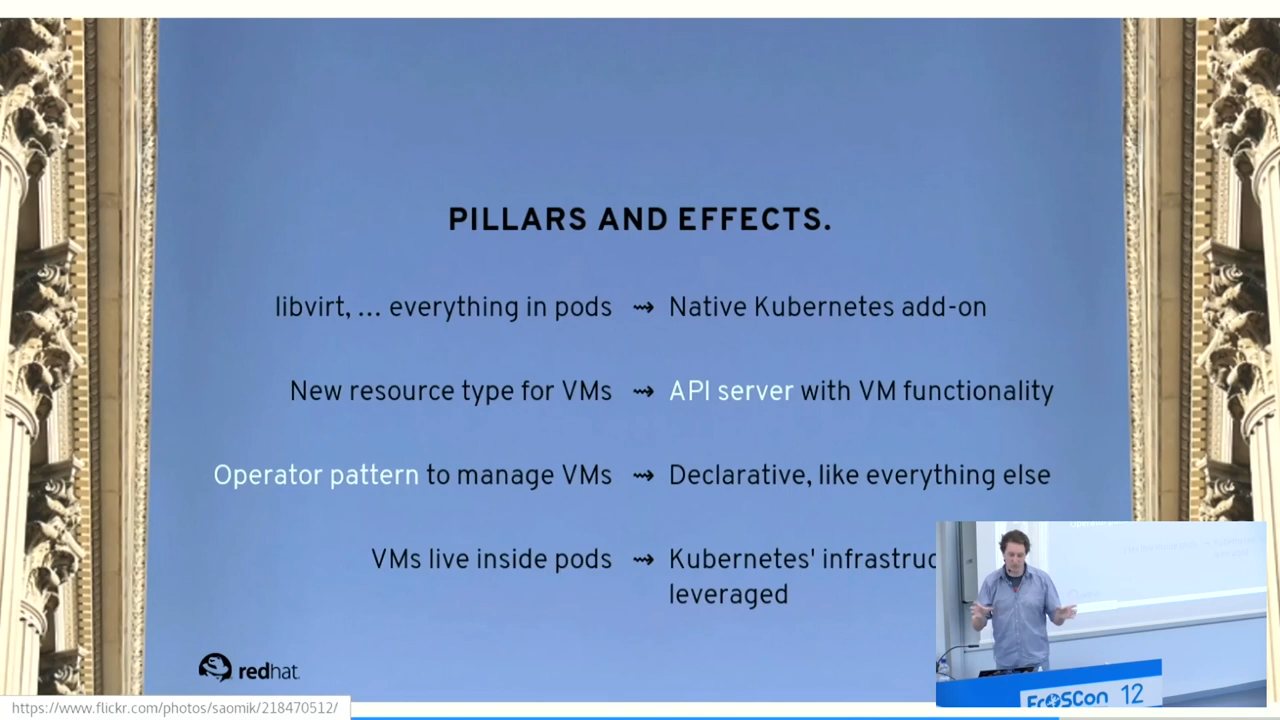 PILLARS AND EFFECTS.
libvirt, ... everything in pods ⇝ Native Kubernetes add-on
New resource type for VMs ⇝ API server with VM functionality
Operator pattern to manage VMs ⇝ Declarative, like everything else
VMs live inside pods ⇝ Kubernetes' infrastruc
leveraged
redhat.
FrOSCon 12
https://www.flickr.com/photos/saomik/218470512/